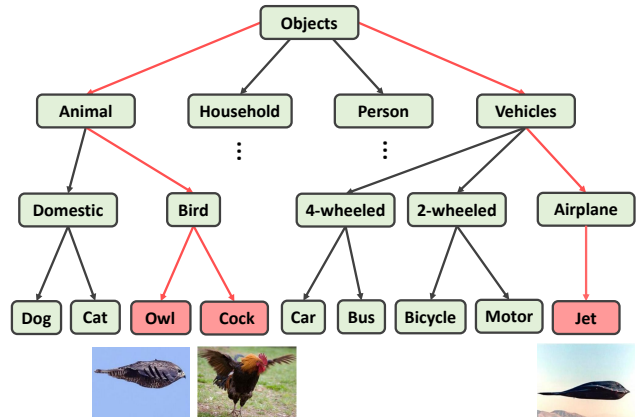 Objects
Animal Household Person Vehicles
Domestic Bird 4-wheeled 2-wheeled Airplane
Dog Cat Owl Cock Car Bus Bicycle Motor Jet